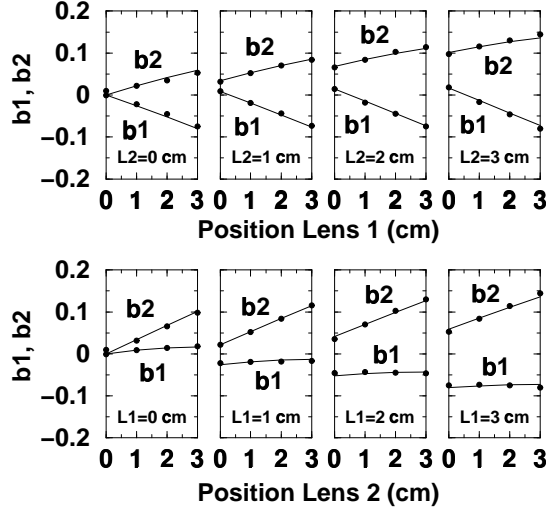 0.2
0.1
0
−0.1
−0.2
b1, b2
b2
b1
L2=0 cm
b2
b1
L2=1 cm
b2
b1
L2=2 cm
b2
b1
L2=3 cm
0 1 2 3 0 1 2 3 0 1 2 3 0 1 2 3
Position Lens 1 (cm)
0.2
0.1
0
−0.1
−0.2
b1, b2
b2
b1
L1=0 cm
b2
b1
L1=1 cm
b2
b1
L1=2 cm
b2
b1
L1=3 cm
0 1 2 3 0 1 2 3 0 1 2 3 0 1 2 3
Position Lens 2 (cm)